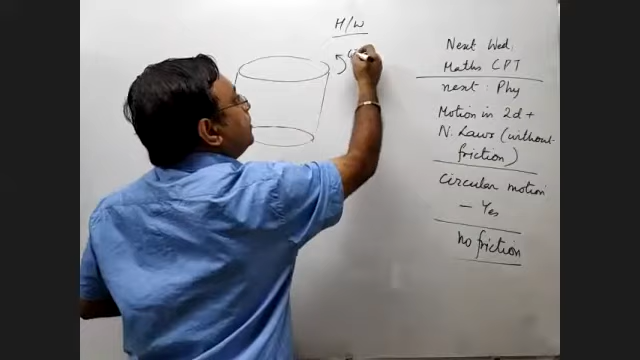 H/W
Next Wed.
Maths CPT
next: Phy
Motion in 2d +
N. Laws (without
friction)
Circular motion
- Yes
No friction